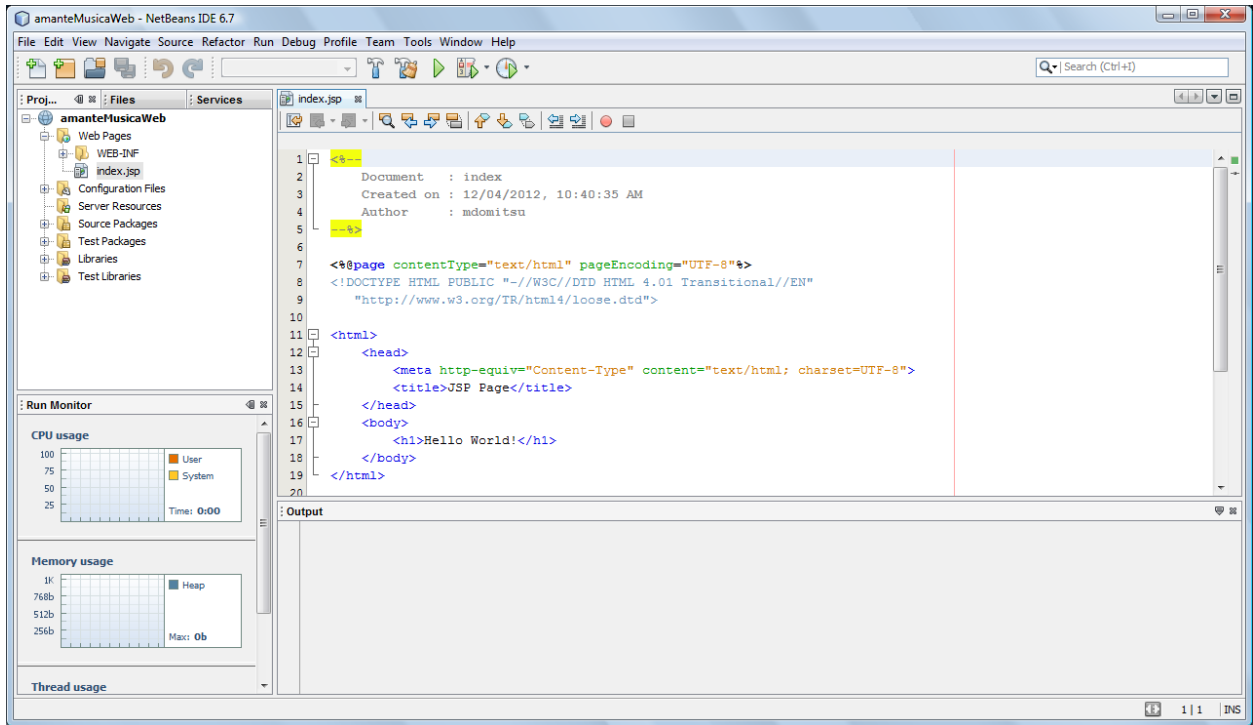 amanteMusicaWeb - NetBeans IDE 6.7
File Edit View Navigate Source Refactor Run Debug Profile Team Tools Window Help
Search (Ctrl+I)
Proj... Files Services
amanteMusicaWeb
Web Pages
WEB-INF
index.jsp
Configuration Files
Server Resources
Source Packages
Test Packages
Libraries
Test Libraries
Run Monitor
CPU usage
100
75
50
25
User
System
Time: 0:00
Memory usage
1K
768b
512b
256b
Heap
Max: 0b
Thread usage
index.jsp
1 <%--
2 Document : index
3 Created on : 12/04/2012, 10:40:35 AM
4 Author : mdomitsu
5 --%>
6
7 <%@page contentType="text/html" pageEncoding="UTF-8"%>
8 <!DOCTYPE HTML PUBLIC "-//W3C//DTD HTML 4.01 Transitional//EN"
9 "http://www.w3.org/TR/html4/loose.dtd">
10
11 <html>
12 <head>
13 <meta http-equiv="Content-Type" content="text/html; charset=UTF-8">
14 <title>JSP Page</title>
15 </head>
16 <body>
17 <h1>Hello World!</h1>
18 </body>
19 </html>
20
Output
1|1 INS